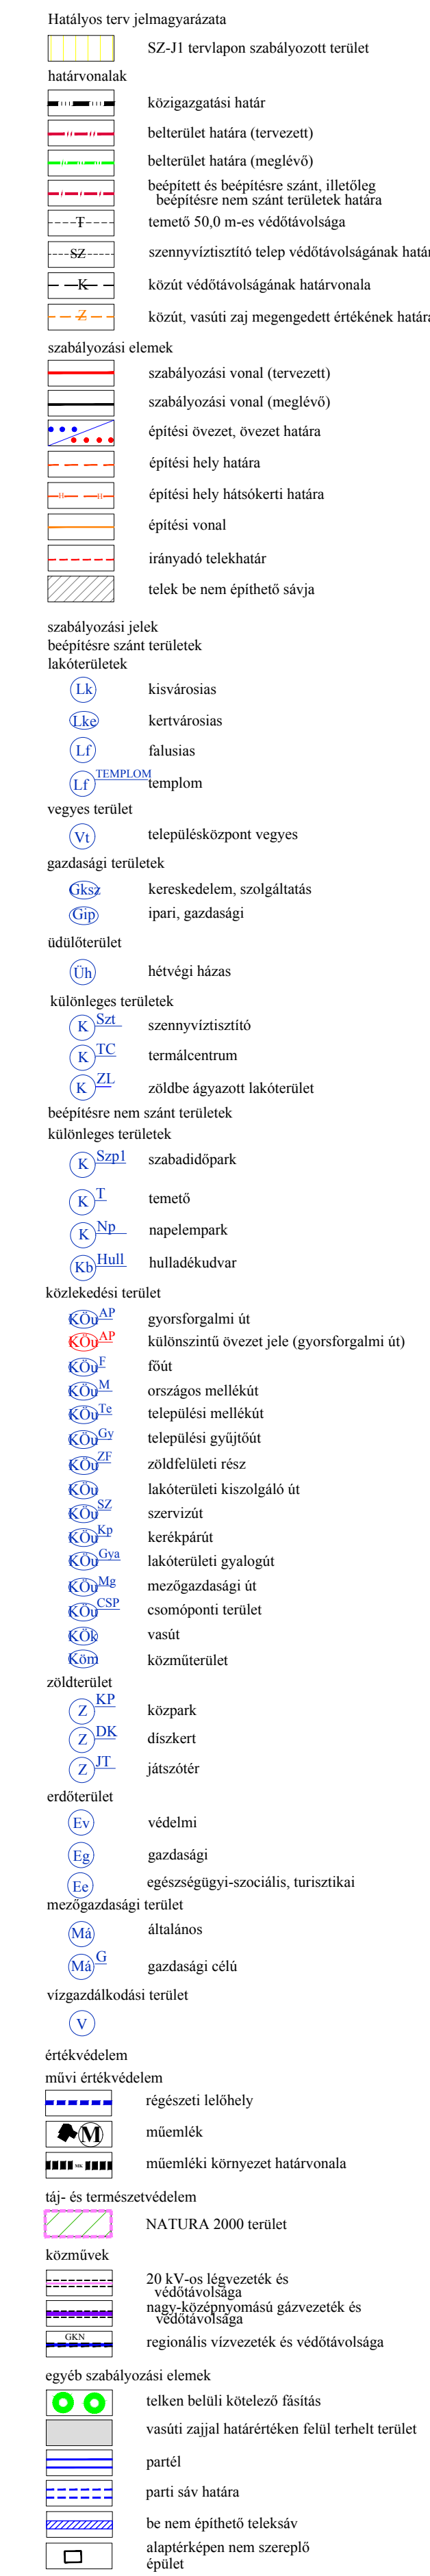 Hatályos terv jelmagyarázata
SZ-J1 tervlapon szabályozott terület
határvonalak
közigazgatási határ
belterület határa (tervezett)
belterület határa (meglévő)
beépített és beépítésre szánt, illetőleg
beépítésre nem szánt területek határa
T temető 50,0 m-es védőtávolsága
SZ szennyvíztisztító telep védőtávolságának határ
K közút védőtávolságának határvonala
Z közút, vasúti zaj megengedett értékének határ
szabályozási elemek
szabályozási vonal (tervezett)
szabályozási vonal (meglévő)
építési övezet, övezet határa
építési hely határa
H H építési hely hátsókerti határa
építési vonal
irányadó telekhatár
telek be nem építhető sávja
szabályozási jelek
beépítésre szánt területek
lakóterületek
Lk kisvárosias
Lke kertvárosias
Lf falusias
Lf TEMPLOM templom
vegyes terület
Vt településközpont vegyes
gazdasági területek
Gksz kereskedelem, szolgáltatás
Gip ipari, gazdasági
üdülőterület
Üh hétvégi házas
különleges területek
K Szt szennyvíztisztító
K TC termálcentrum
K ZL zöldbe ágyazott lakóterület
beépítésre nem szánt területek
különleges területek
K Szp1 szabadidőpark
K T temető
K Np napelempark
Kb Hull hulladékudvar
közlekedési terület
KÖu AP gyorsforgalmi út
KÖu AP különszintű övezet jele (gyorsforgalmi út)
KÖu F főút
KÖu M országos mellékút
KÖu Te települési mellékút
KÖu Gy települési gyűjtőút
KÖu ZF zöldfelületi rész
KÖu lakóterületi kiszolgáló út
KÖu SZ szervizút
KÖu Kp kerékpárút
KÖu Gya lakóterületi gyalogút
KÖu Mg mezőgazdasági út
KÖu CSP csomóponti terület
KÖk vasút
Köm közműterület
zöldterület
Z KP közpark
Z DK díszkert
Z JT játszótér
erdőterület
Ev védelmi
Eg gazdasági
Ee egészségügyi-szociális, turisztikai
mezőgazdasági terület
Má általános
Má G gazdasági célú
vízgazdálkodási terület
V
értékvédelem
művi értékvédelem
régészeti lelőhely
M műemlék
MK műemléki környezet határvonala
táj- és természetvédelem
NATURA 2000 terület
közművek
20 kV-os légvezeték és
védőtávolsága
nagy-középnyomású gázvezeték és
védőtávolsága
GKN regionális vízvezeték és védőtávolsága
egyéb szabályozási elemek
telken belüli kötelező fásítás
vasúti zajjal határértéken felül terhelt terület
partél
parti sáv határa
be nem építhető teleksáv
alaptérképen nem szereplő
épület